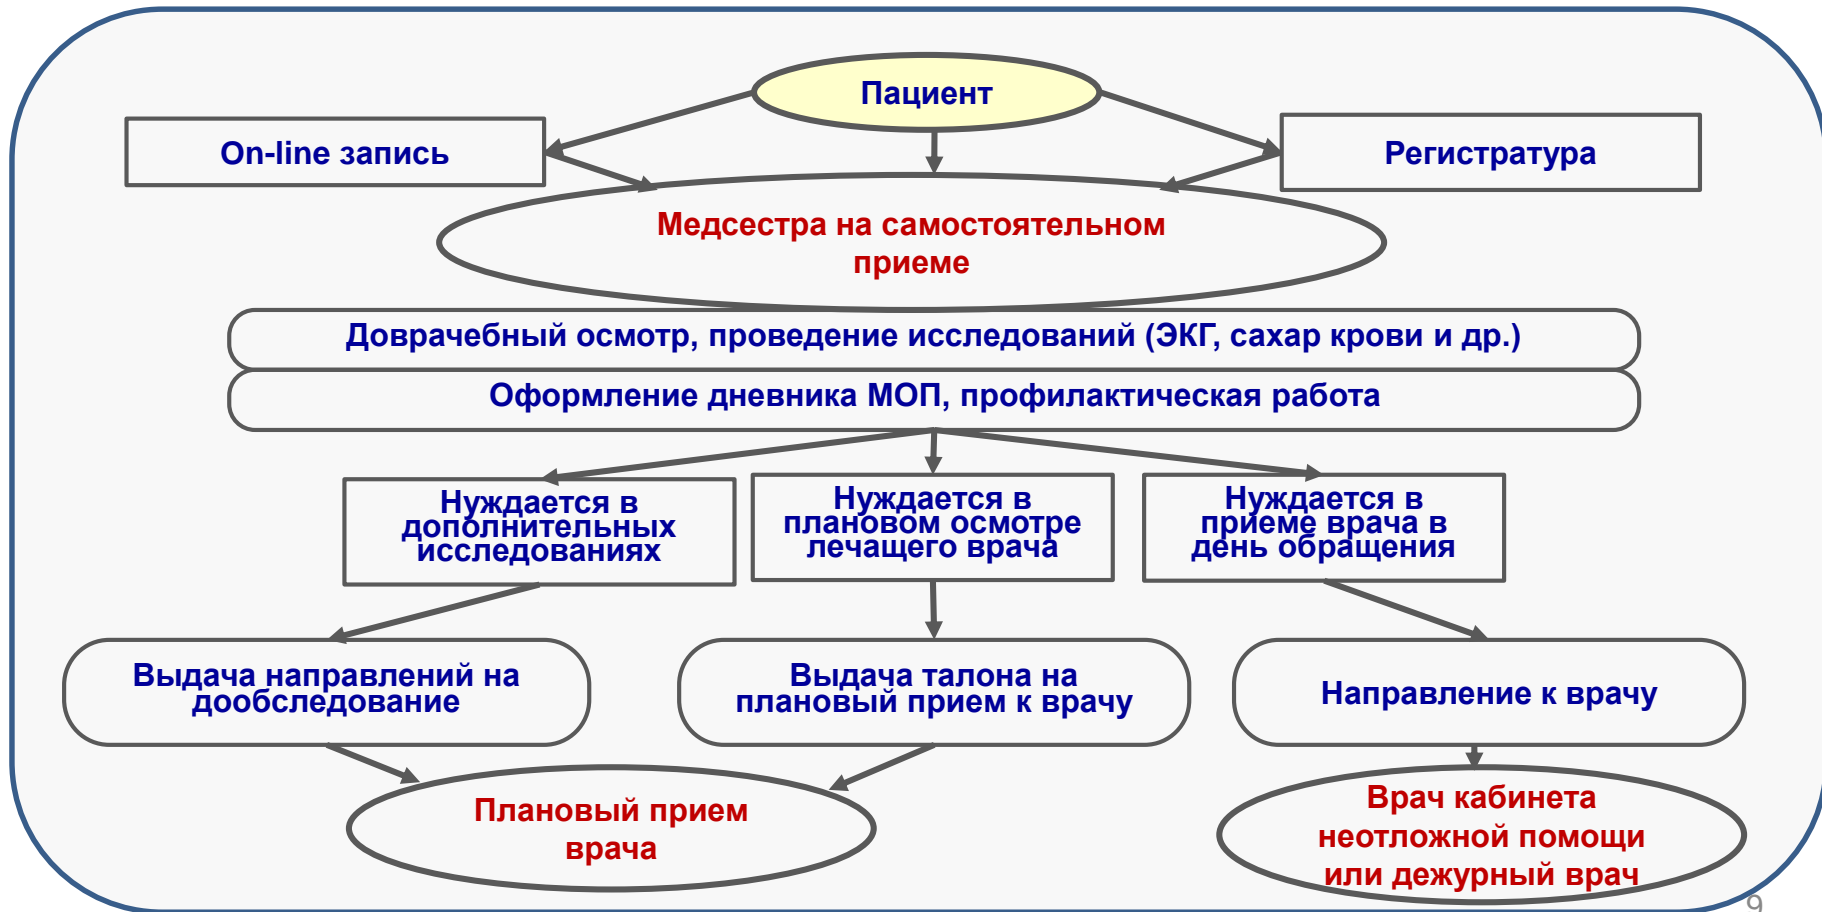 Пациент
On-line запись
Регистратура
Медсестра на самостоятельном
приеме
Доврачебный осмотр, проведение исследований (ЭКГ, сахар крови и др.)
Оформление дневника МОП, профилактическая работа
Нуждается в
дополнительных
исследованиях
Нуждается в
плановом осмотре
лечащего врача
Нуждается в
приеме врача в
день обращения
Выдача направлений на
дообследование
Выдача талона на
плановый прием к врачу
Направление к врачу
Плановый прием
врача
Врач кабинета
неотложной помощи
или дежурный врач
9